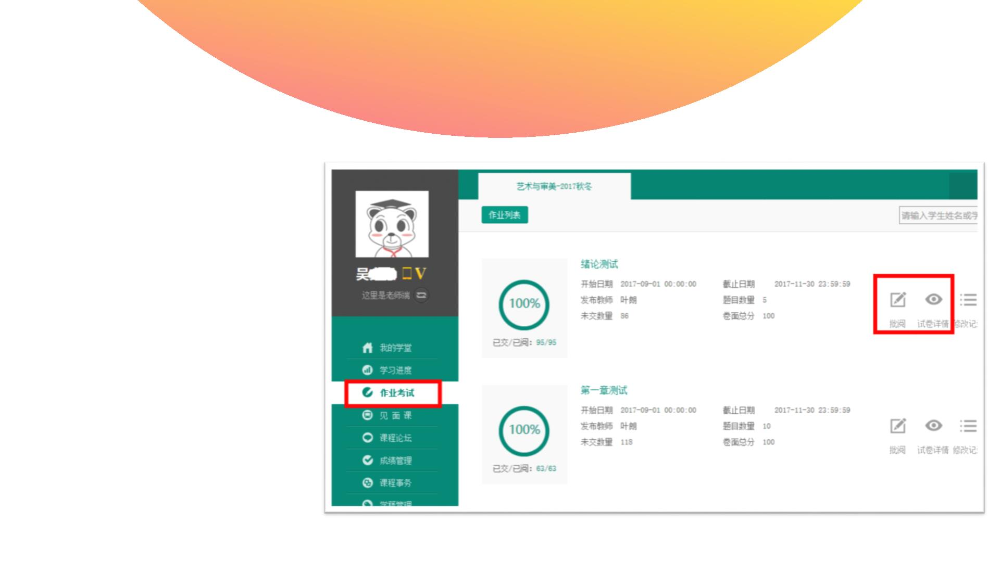 艺术与审美-2017秋冬
作业列表
请输入学生姓名或学
吴
V
这里是老师端
我的学堂
学习进度
作业考试
见面课
课程论坛
成绩管理
课程事务
学籍管理
绪论测试
开始日期 2017-09-01 00:00:00 截止日期 2017-11-30 23:59:59
发布教师 叶朗 题目数量 5
未交数量 86 卷面总分 100
100%
已交/已阅: 95/95
批阅 试卷详情 修改记
第一章测试
开始日期 2017-09-01 00:00:00 截止日期 2017-11-30 23:59:59
发布教师 叶朗 题目数量 10
未交数量 118 卷面总分 100
100%
已交/已阅: 63/63
批阅 试卷详情 修改记